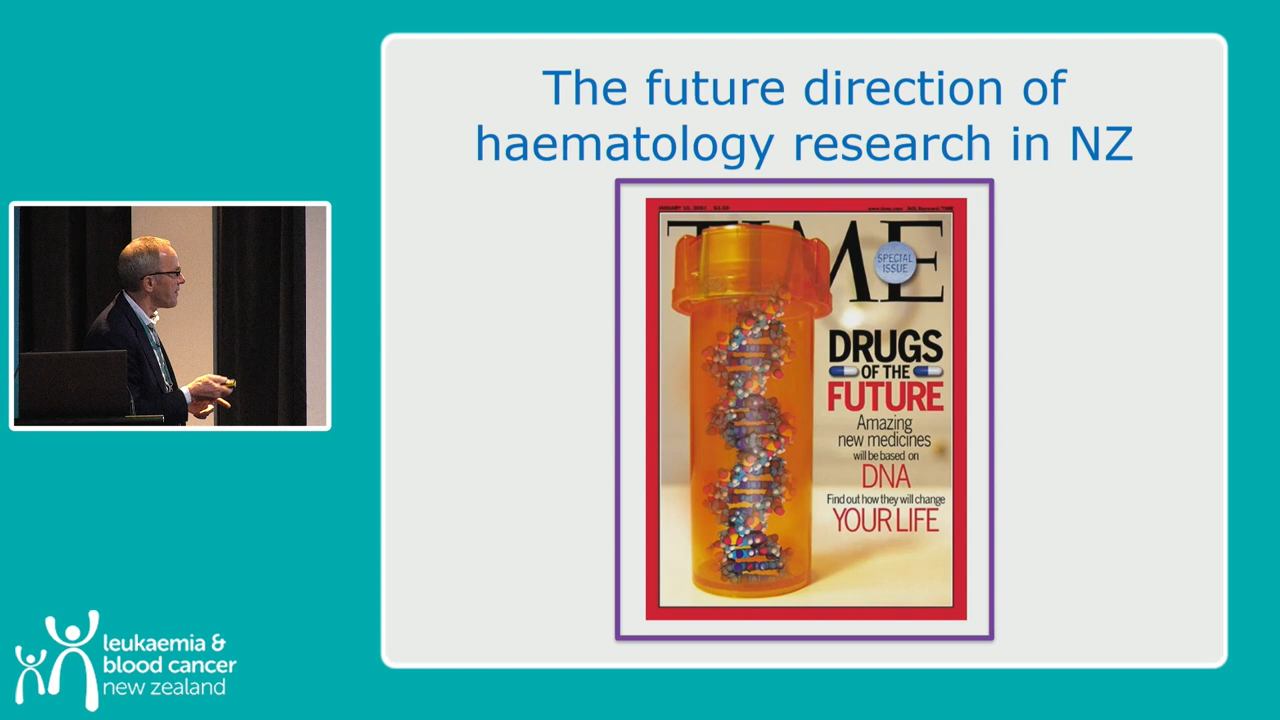 The future direction of
haematology research in NZ
TIME
SPECIAL
ISSUE
DRUGS
OF THE
FUTURE
Amazing
new medicines
will be based on
DNA
Find out how they will change
YOUR LIFE
leukaemia &
blood cancer
new zealand